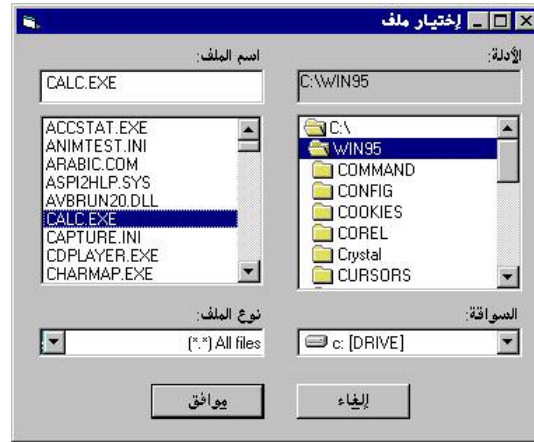 إختيار ملف
الأدلة:
C:\WIN95
C:\
WIN95
COMMAND
CONFIG
COOKIES
COREL
Crystal
CURSORS
السواقة:
c: [DRIVE]
اسم الملف:
CALC.EXE
ACCSTAT.EXE
ANIMTEST.INI
ARABIC.COM
ASPI2HLP.SYS
AVBRUN20.DLL
CALC.EXE
CAPTURE.INI
CDPLAYER.EXE
CHARMAP.EXE
نوع الملف:
(*.*) All files
إلغاء
موافق